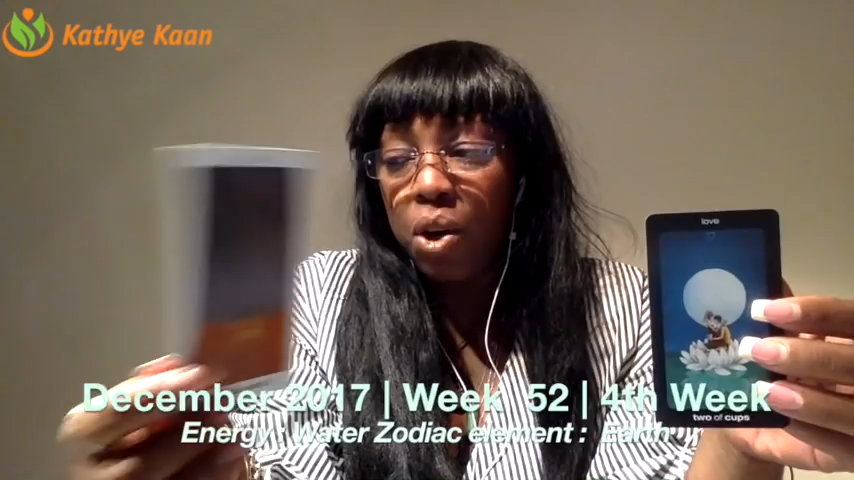 Kathye Kaan
love
two of cups
December 2017 | Week 52 | 4th Week
Energy : Water Zodiac element : Earth